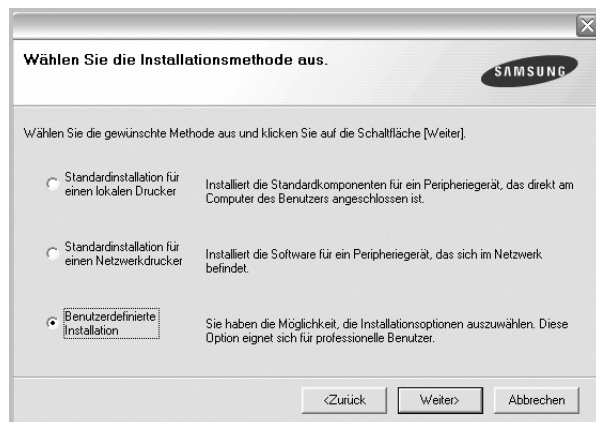 Wählen Sie die Installationsmethode aus.
SAMSUNG
Wählen Sie die gewünschte Methode aus und klicken Sie auf die Schaltfläche [Weiter].
Standardinstallation für
einen lokalen Drucker
Installiert die Standardkomponenten für ein Peripheriegerät, das direkt am
Computer des Benutzers angeschlossen ist.
Standardinstallation für
einen Netzwerkdrucker
Installiert die Software für ein Peripheriegerät, das sich im Netzwerk
befindet.
Benutzerdefinierte
Installation
Sie haben die Möglichkeit, die Installationsoptionen auszuwählen. Diese
Option eignet sich für professionelle Benutzer.
<Zurück
Weiter>
Abbrechen